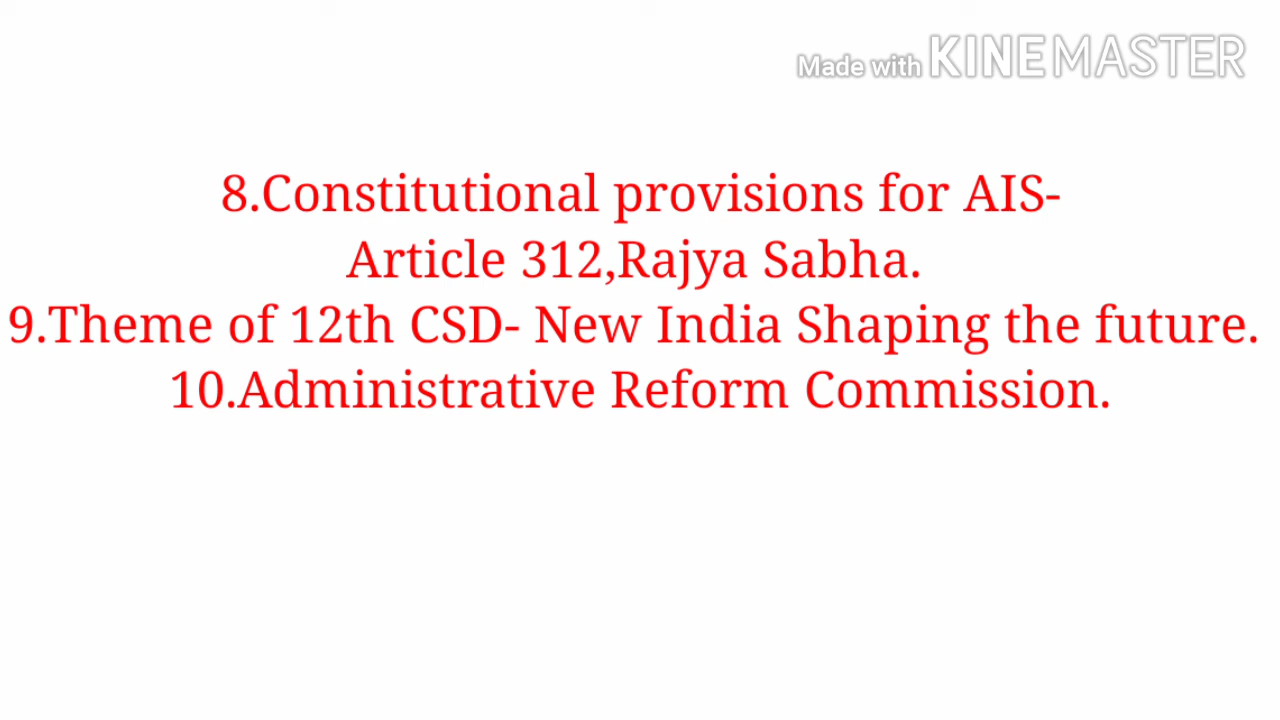 Made with KINEMASTER
8.Constitutional provisions for AIS-
Article 312,Rajya Sabha.
9.Theme of 12th CSD- New India Shaping the future.
10.Administrative Reform Commission.